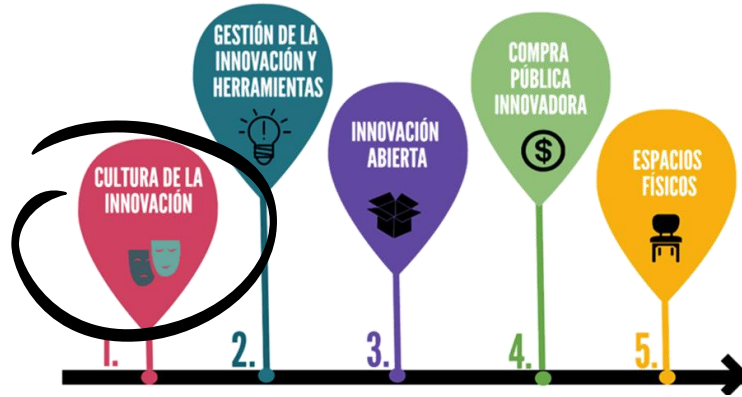 GESTIÓN DE LA
INNOVACIÓN Y
HERRAMIENTAS
COMPRA
PÚBLICA
INNOVADORA
$
INNOVACIÓN
ABIERTA
ESPACIOS
FÍSICOS
CULTURA DE LA
INNOVACIÓN
1.
2.
3.
4.
5.